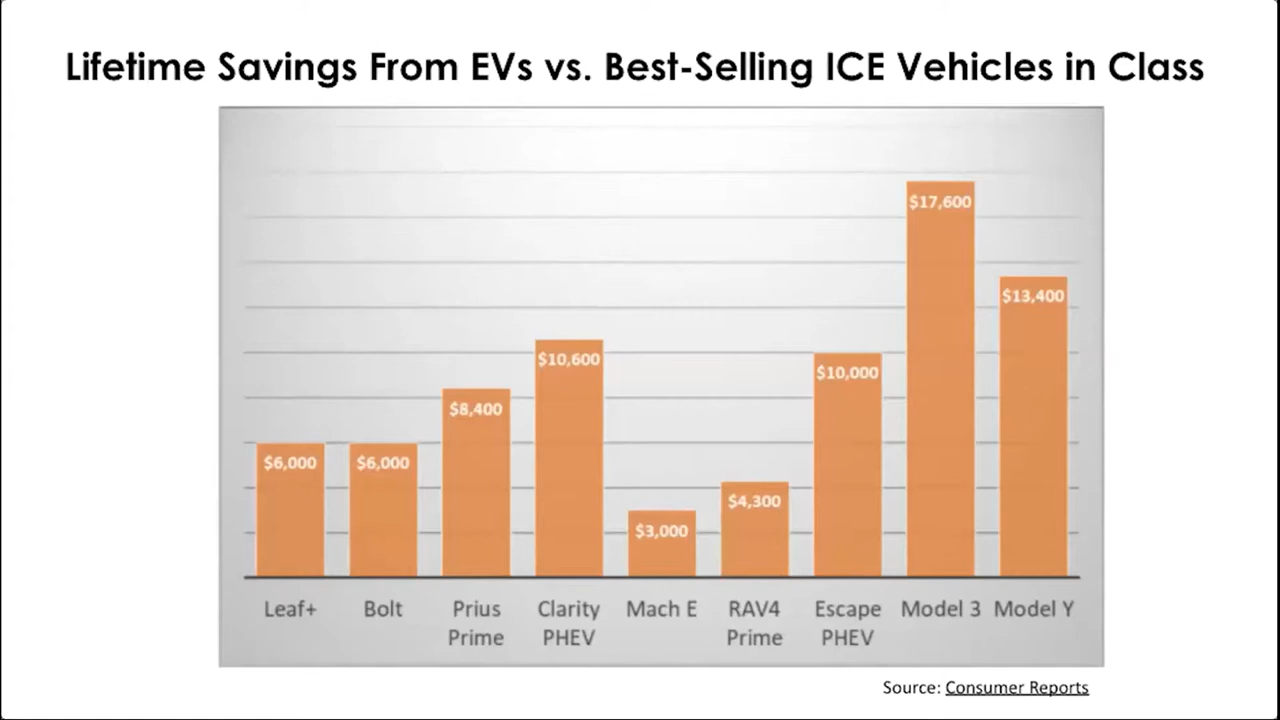 Lifetime Savings From EVs vs. Best-Selling ICE Vehicles in Class
$17,600
$13,400
$10,600
$10,000
$8,400
$6,000
$6,000
$4,300
$3,000
Leaf+
Bolt
Prius
Prime
Clarity
PHEV
Mach E
RAV4
Prime
Escape
PHEV
Model 3
Model Y
Source: Consumer Reports